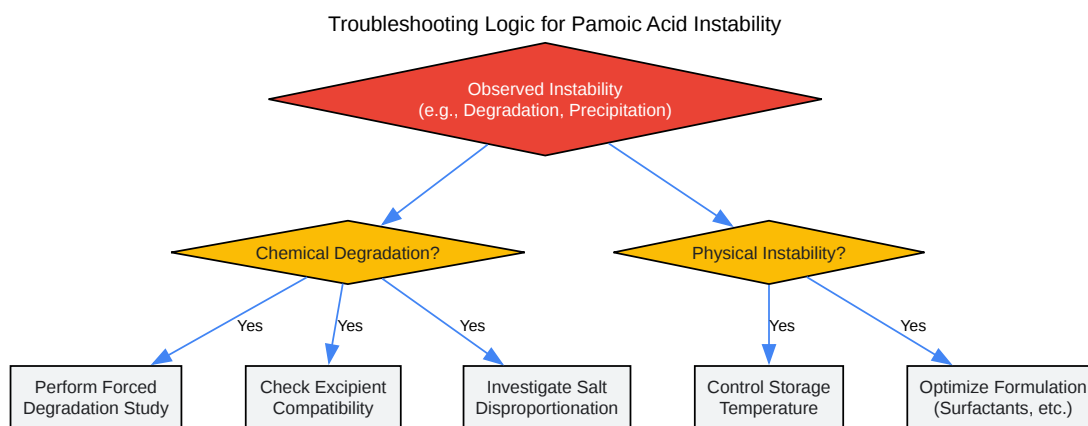 Troubleshooting Logic for Pamoic Acid Instability
Observed Instability
(e.g., Degradation, Precipitation)
Chemical Degradation?
Physical Instability?
Yes
Yes
Yes
Yes
Yes
Perform Forced
Degradation Study
Check Excipient
Compatibility
Investigate Salt
Disproportionation
Control Storage
Temperature
Optimize Formulation
(Surfactants, etc.)